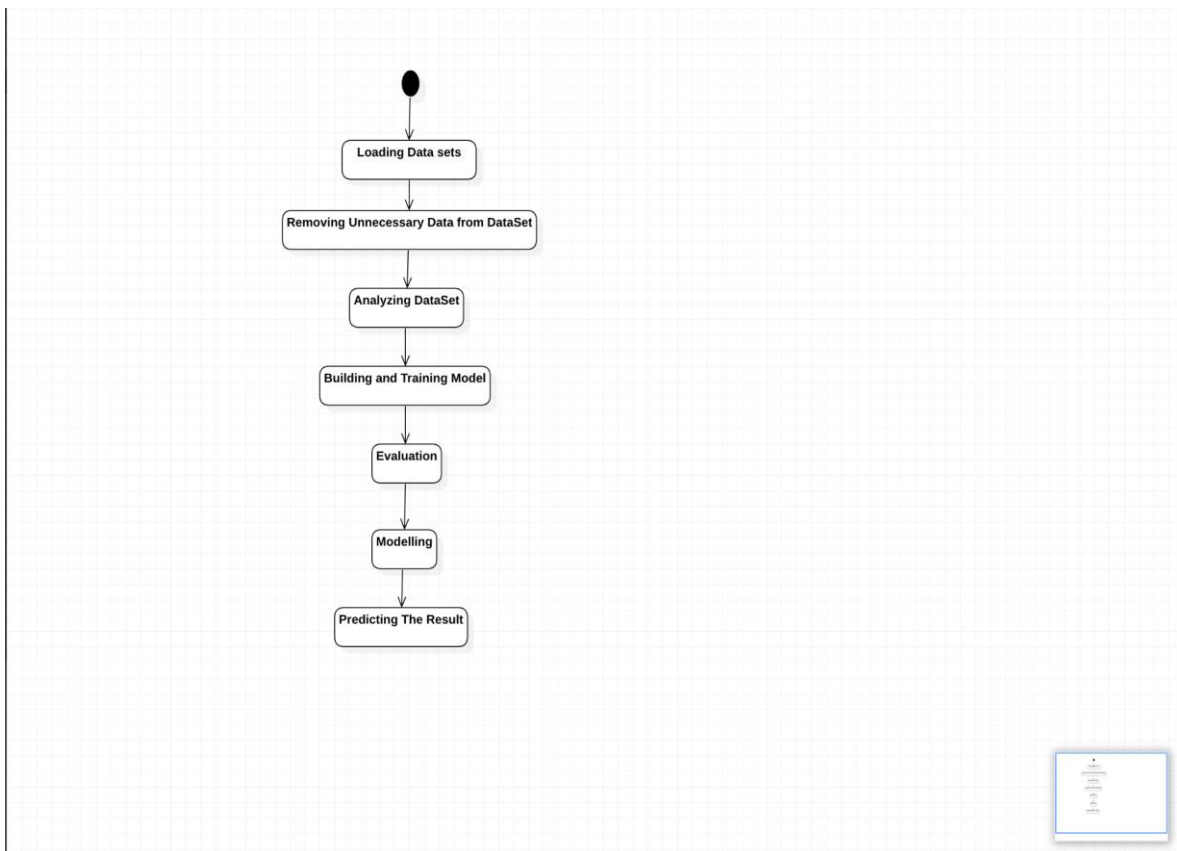 Loading Data sets
Removing Unnecessary Data from DataSet
Analyzing DataSet
Building and Training Model
Evaluation
Modelling
Predicting The Result